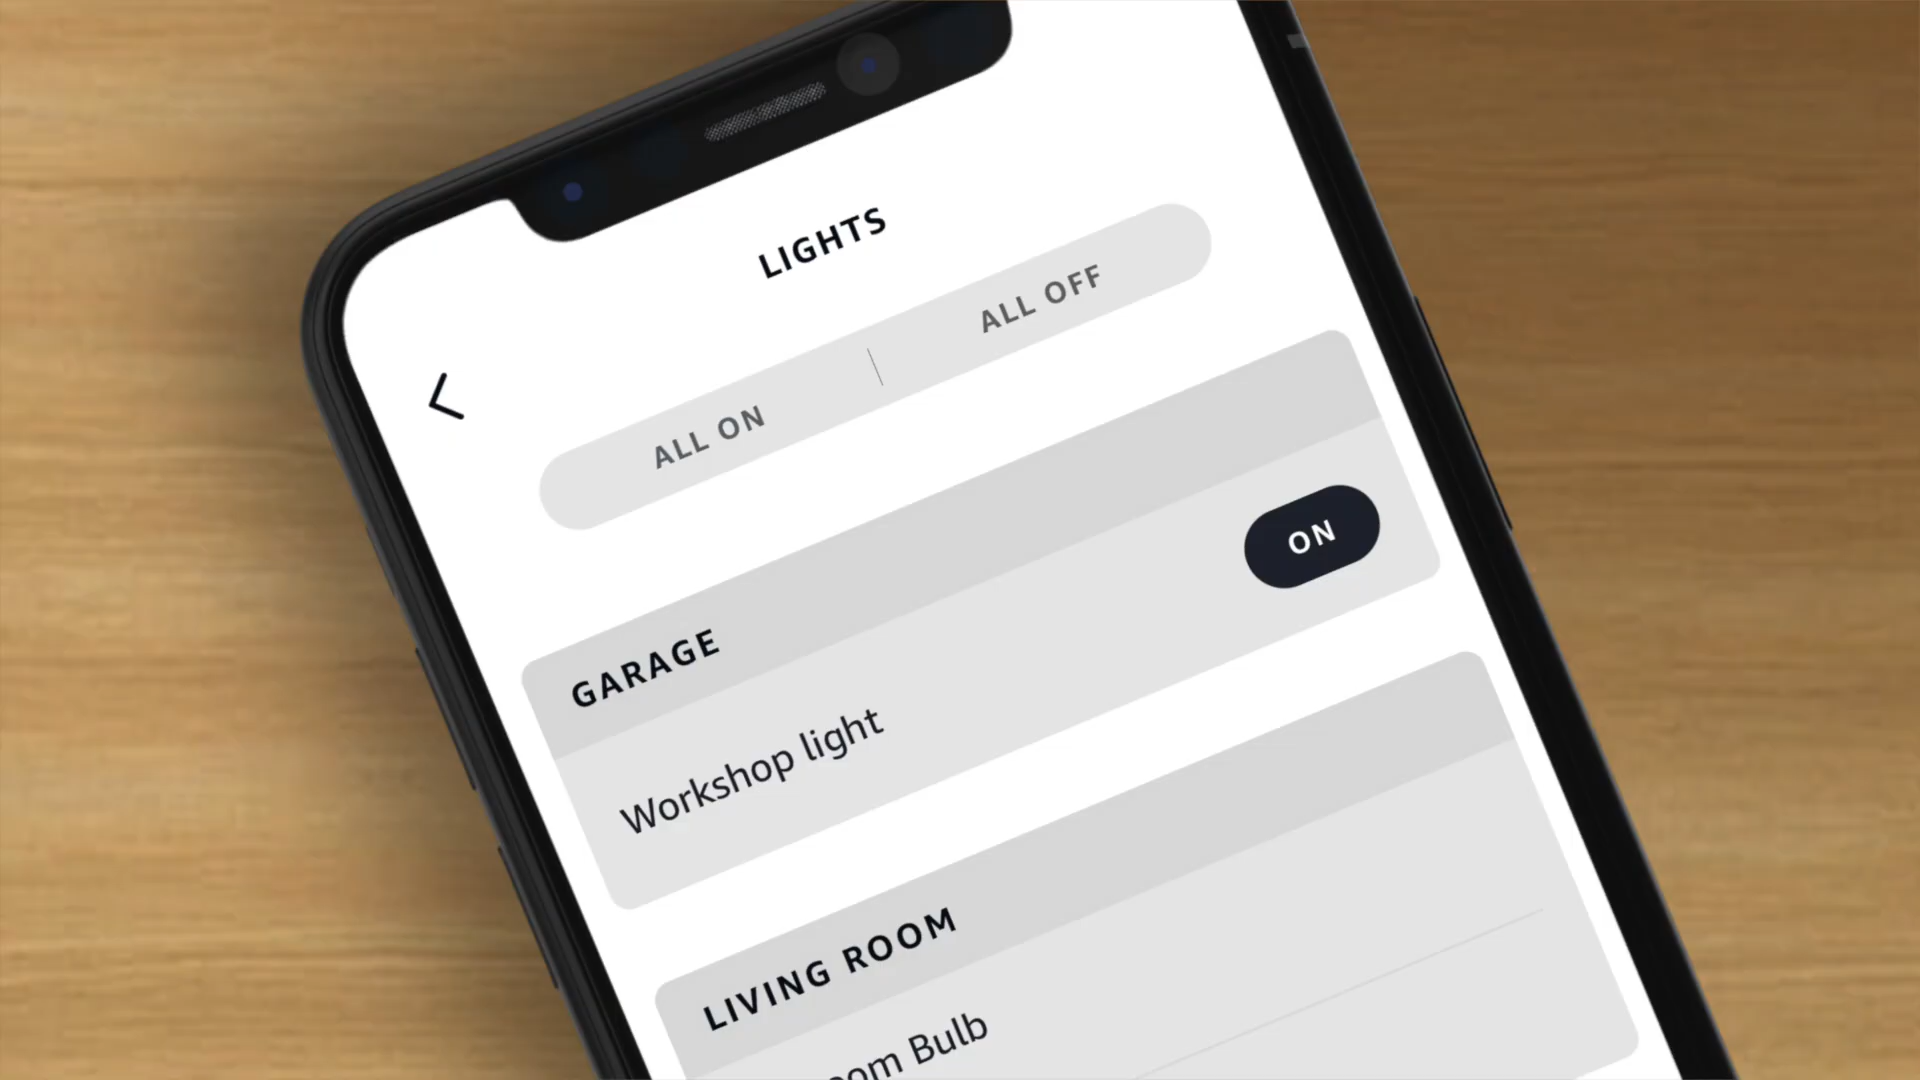 LIGHTS
ALL ON
ALL OFF
GARAGE
Workshop light
ON
LIVING ROOM
Bulb